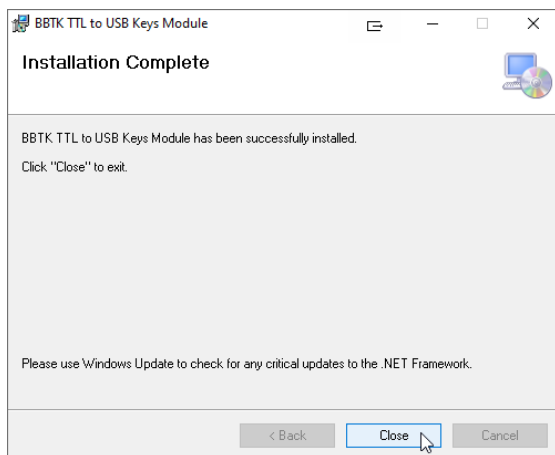 BBTK TTL to USB Keys Module
Installation Complete
BBTK TTL to USB Keys Module has been successfully installed.
Click "Close" to exit.
Please use Windows Update to check for any critical updates to the .NET Framework.
< Back
Close
Cancel